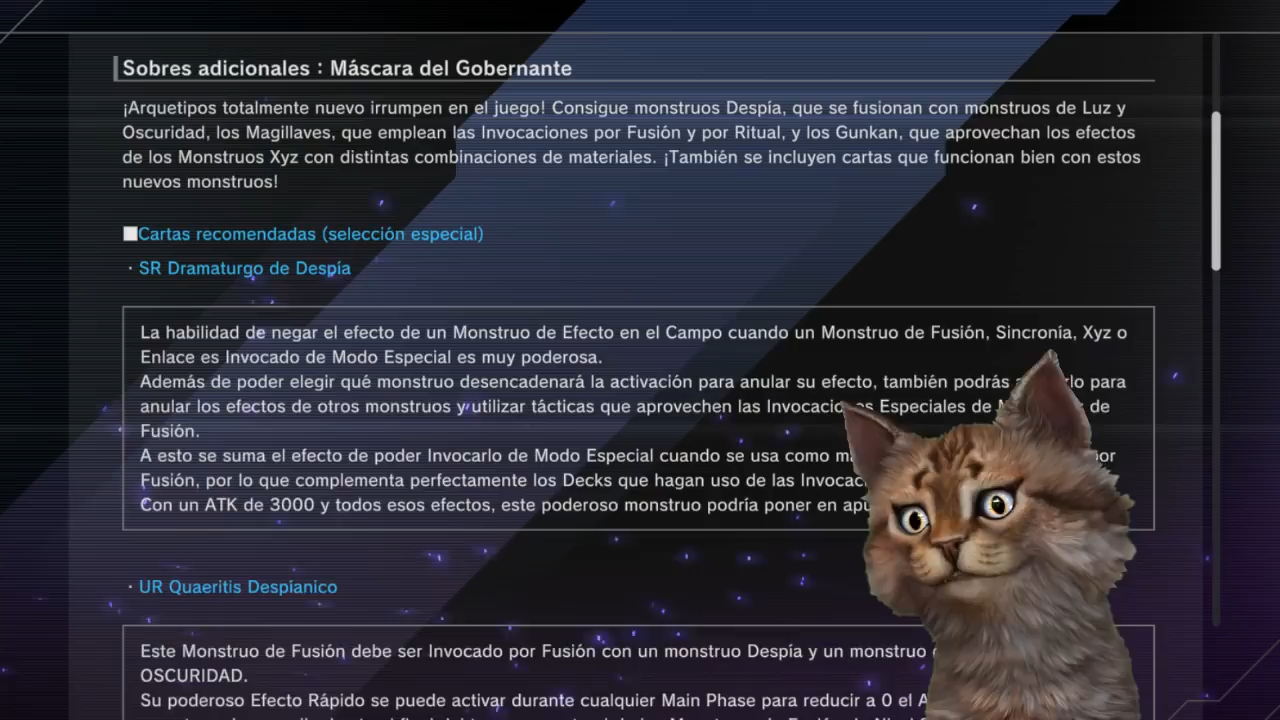 Sobres adicionales : Máscara del Gobernante
¡Arquetipos totalmente nuevo irrumpen en el juego! Consigue monstruos Despía, que se fusionan con monstruos de Luz y
Oscuridad, los Magillaves, que emplean las Invocaciones por Fusión y por Ritual, y los Gunkan, que aprovechan los efectos
de los Monstruos Xyz con distintas combinaciones de materiales. ¡También se incluyen cartas que funcionan bien con estos
nuevos monstruos!
■Cartas recomendadas (selección especial)
· SR Dramaturgo de Despía
La habilidad de negar el efecto de un Monstruo de Efecto en el Campo cuando un Monstruo de Fusión, Sincronía, Xyz o
Enlace es Invocado de Modo Especial es muy poderosa.
Además de poder elegir qué monstruo desencadenará la activación para anular su efecto, también podrás para
anular los efectos de otros monstruos y utilizar tácticas que aprovechen las Invocaciones Especiales de de
Fusión.
A esto se suma el efecto de poder Invocarlo de Modo Especial cuando se usa como
Fusión, por lo que complementa perfectamente los Decks que hagan uso de las
Con un ATK de 3000 y todos esos efectos, este poderoso monstruo podría poner en
· UR Quaeritis Despíanico
Este Monstruo de Fusión debe ser Invocado por Fusión con un monstruo Despía y un monstruo
OSCURIDAD.
Su poderoso Efecto Rápido se puede activar durante cualquier Main Phase para reducir a 0 el